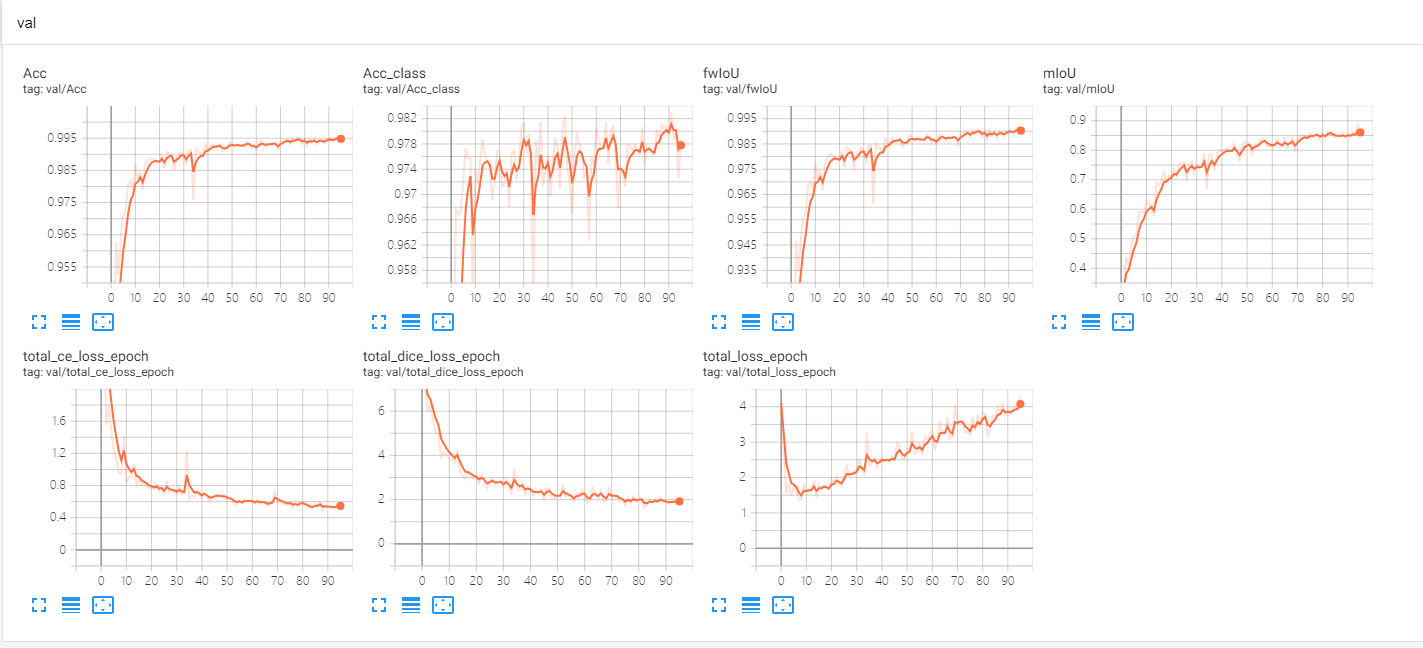 val
Acc
tag: val/Acc
0.995
0.985
0.975
0.965
0.955
0 10 20 30 40 50 60 70 80 90
Acc_class
tag: val/Acc_class
0.982
0.978
0.974
0.97
0.966
0.962
0.958
0 10 20 30 40 50 60 70 80 90
fwIoU
tag: val/fwIoU
0.995
0.985
0.975
0.965
0.955
0.945
0.935
0 10 20 30 40 50 60 70 80 90
mIoU
tag: val/mIoU
0.9
0.8
0.7
0.6
0.5
0.4
0 10 20 30 40 50 60 70 80 90
total_ce_loss_epoch
tag: val/total_ce_loss_epoch
1.6
1.2
0.8
0.4
0
0 10 20 30 40 50 60 70 80 90
total_dice_loss_epoch
tag: val/total_dice_loss_epoch
6
4
2
0
0 10 20 30 40 50 60 70 80 90
total_loss_epoch
tag: val/total_loss_epoch
4
3
2
1
0
0 10 20 30 40 50 60 70 80 90